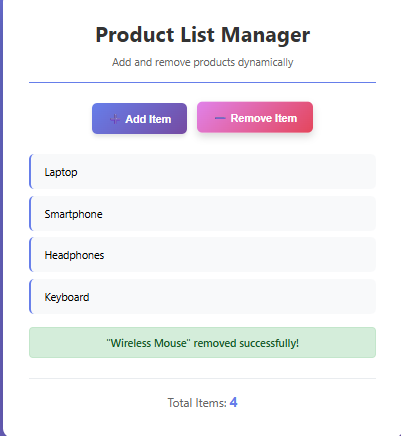 Product List Manager
Add and remove products dynamically
+ Add Item
− Remove Item
Laptop
Smartphone
Headphones
Keyboard
"Wireless Mouse" removed successfully!
Total Items: 4